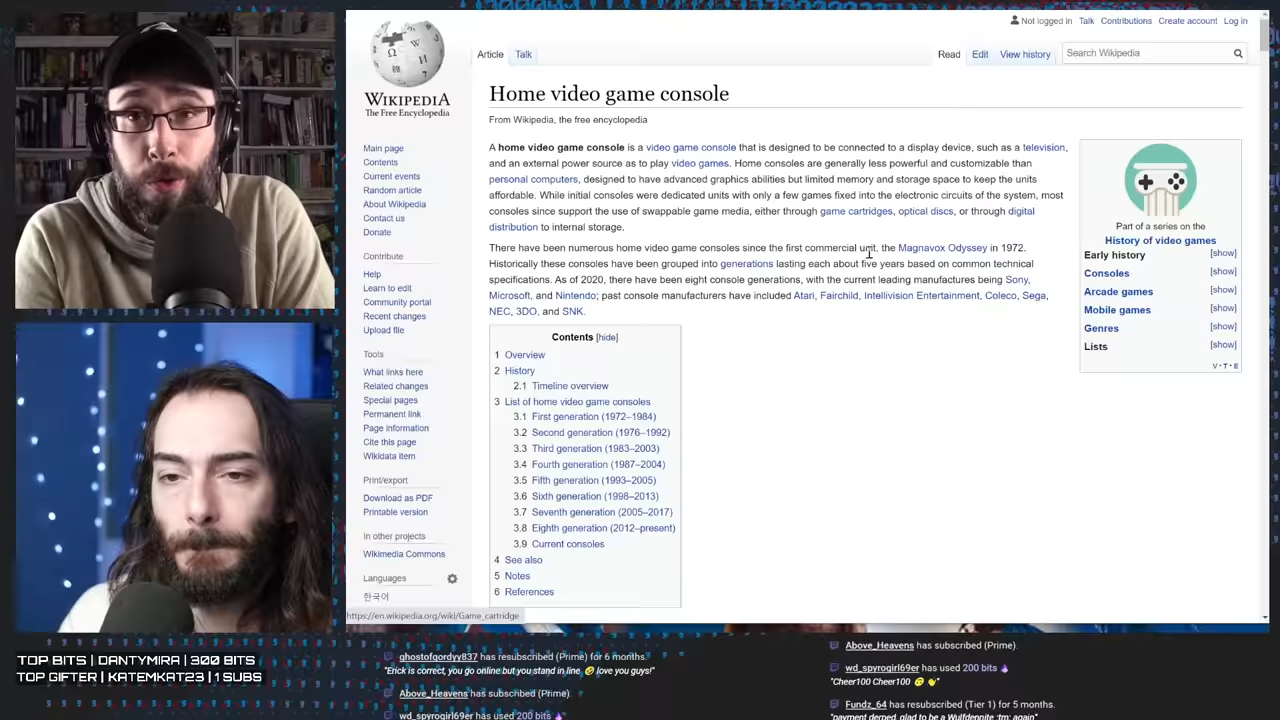 Not logged in Talk Contributions Create account Log in
Article Talk Read Edit View history Search Wikipedia
WIKIPEDIA
The Free Encyclopedia
Main page
Contents
Current events
Random article
About Wikipedia
Contact us
Donate
Contribute
Help
Learn to edit
Community portal
Recent changes
Upload file
Tools
What links here
Related changes
Special pages
Permanent link
Page information
Cite this page
Wikidata item
Print/export
Download as PDF
Printable version
In other projects
Wikimedia Commons
Languages
한국어
Home video game console
From Wikipedia, the free encyclopedia
A home video game console is a video game console that is designed to be connected to a display device, such as a television,
and an external power source as to play video games. Home consoles are generally less powerful and customizable than
personal computers, designed to have advanced graphics abilities but limited memory and storage space to keep the units
affordable. While initial consoles were dedicated units with only a few games fixed into the electronic circuits of the system, most
consoles since support the use of swappable game media, either through game cartridges, optical discs, or through digital
distribution to internal storage.
There have been numerous home video game consoles since the first commercial unit, the Magnavox Odyssey in 1972.
Historically these consoles have been grouped into generations lasting each about five years based on common technical
specifications. As of 2020, there have been eight console generations, with the current leading manufacturers being Sony,
Microsoft, and Nintendo; past console manufacturers have included Atari, Fairchild, Intellivision Entertainment, Coleco, Sega,
NEC, 3DO, and SNK.
Contents [hide]
1 Overview
2 History
2.1 Timeline overview
3 List of home video game consoles
3.1 First generation (1972–1984)
3.2 Second generation (1976–1992)
3.3 Third generation (1983–2003)
3.4 Fourth generation (1987–2004)
3.5 Fifth generation (1993–2005)
3.6 Sixth generation (1998–2013)
3.7 Seventh generation (2005–2017)
3.8 Eighth generation (2012–present)
3.9 Current consoles
4 See also
5 Notes
6 References
Part of a series on the
History of video games
Early history [show]
Consoles [show]
Arcade games [show]
Mobile games [show]
Genres [show]
Lists [show]
V·T·E
https://en.wikipedia.org/wiki/Game_cartridge
TOP BITS | DANTYMIRA | 300 BITS
TOP GIFTER | KATEMKAT23 | 1 SUBS
ghostofqordyy837 has resubscribed (Prime) for 6 months.
"Erick is correct, you go online but you stand in line. love you guys!"
Above_Heavens has subscribed (Prime).
wd_spyrogirl69er has used 200 bits
Above_Heavens has subscribed (Prime).
wd_spyrogirl69er has used 200 bits
"Cheer100 Cheer100"
Fundz_64 has resubscribed (Tier 1) for 5 months.
"payment derped, glad to be a Wulfdennite :tm: again"